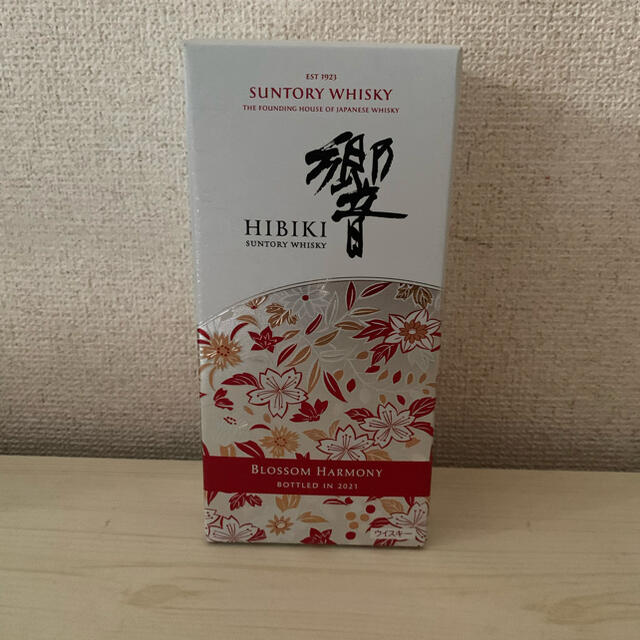 EST 1923
SUNTORY WHISKY
THE FOUNDING HOUSE OF JAPANESE WHISKY
響
HIBIKI
SUNTORY WHISKY
BLOSSOM HARMONY
BOTTLED IN 2021
ウイスキー